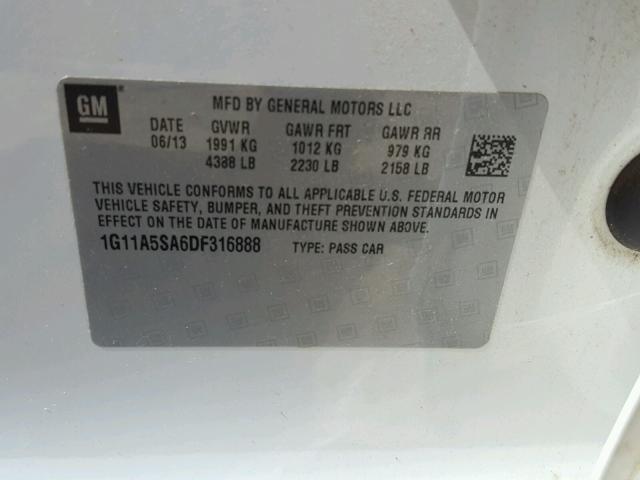 GM
MFD BY GENERAL MOTORS LLC
DATE GVWR GAWR FRT GAWR RR
06/13 1991 KG 1012 KG 979 KG
4388 LB 2230 LB 2158 LB
THIS VEHICLE CONFORMS TO ALL APPLICABLE U.S. FEDERAL MOTOR
VEHICLE SAFETY, BUMPER, AND THEFT PREVENTION STANDARDS IN
EFFECT ON THE DATE OF MANUFACTURE SHOWN ABOVE.
1G11A5SA6DF316888 TYPE: PASS CAR